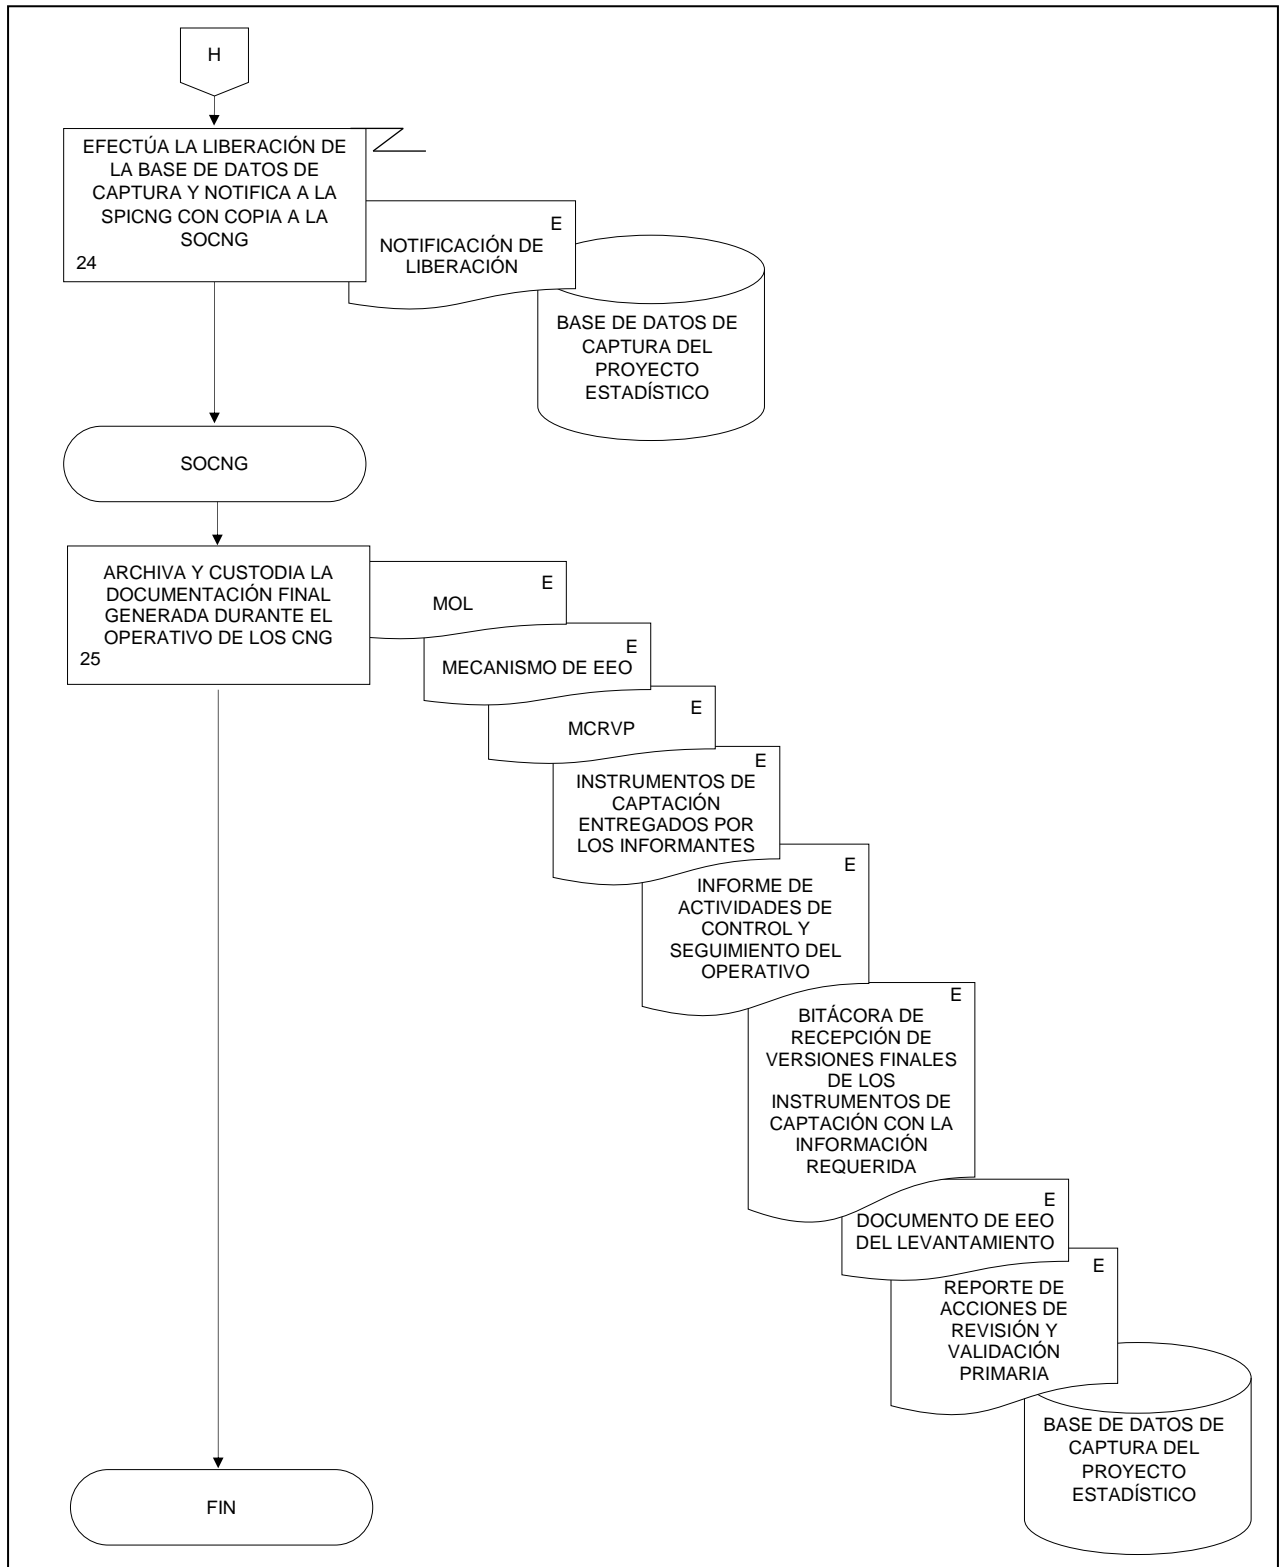 H
EFECTÚA LA LIBERACIÓN DE
LA BASE DE DATOS DE
CAPTURA Y NOTIFICA A LA
SPICNG CON COPIA A LA
SOCNG
24
E
NOTIFICACIÓN DE
LIBERACIÓN
BASE DE DATOS DE
CAPTURA DEL
PROYECTO
ESTADÍSTICO
SOCNG
ARCHIVA Y CUSTODIA LA
DOCUMENTACIÓN FINAL
GENERADA DURANTE EL
OPERATIVO DE LOS CNG
25
E
MOL
E
MECANISMO DE EEO
E
MCRVP
E
INSTRUMENTOS DE
CAPTACIÓN
ENTREGADOS POR
LOS INFORMANTES
E
INFORME DE
ACTIVIDADES DE
CONTROL Y
SEGUIMIENTO DEL
OPERATIVO
E
BITÁCORA DE
RECEPCIÓN DE
VERSIONES FINALES
DE LOS
INSTRUMENTOS DE
CAPTACIÓN CON LA
INFORMACIÓN
REQUERIDA
E
DOCUMENTO DE EEO
DEL LEVANTAMIENTO
E
REPORTE DE
ACCIONES DE
REVISIÓN Y
VALIDACIÓN
PRIMARIA
BASE DE DATOS DE
CAPTURA DEL
PROYECTO
ESTADÍSTICO
FIN